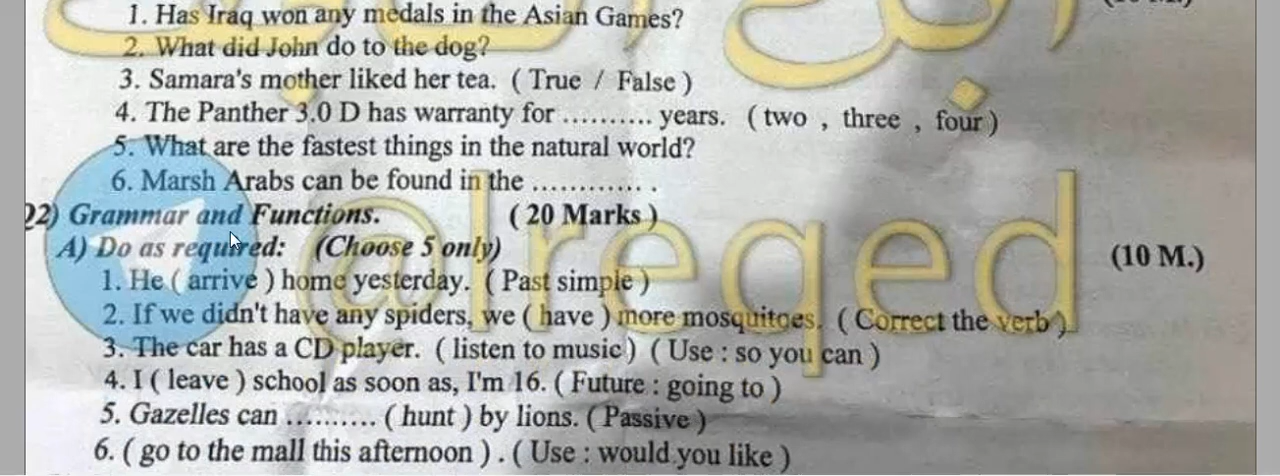 1. Has Iraq won any medals in the Asian Games?
2. What did John do to the dog?
3. Samara's mother liked her tea. ( True / False )
4. The Panther 3.0 D has warranty for .......... years. ( two , three , four )
5. What are the fastest things in the natural world?
6. Marsh Arabs can be found in the ............ .
Q2) Grammar and Functions. ( 20 Marks )
A) Do as required: (Choose 5 only) (10 M.)
1. He ( arrive ) home yesterday. ( Past simple )
2. If we didn't have any spiders, we ( have ) more mosquitoes. ( Correct the verb )
3. The car has a CD player. ( listen to music ) ( Use : so you can )
4. I ( leave ) school as soon as, I'm 16. ( Future : going to )
5. Gazelles can .......... ( hunt ) by lions. ( Passive )
6. ( go to the mall this afternoon ) . ( Use : would you like )
@lreqed